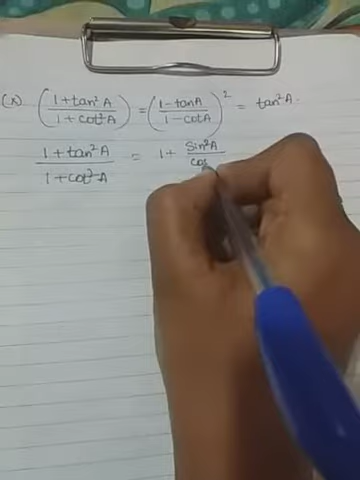 (x) ((1+tan²A)/(1+cot²A)) = ((1-tanA)/(1-cotA))² = tan²A.
(1+tan²A)/(1+cot²A) = 1+ sin²A/cos